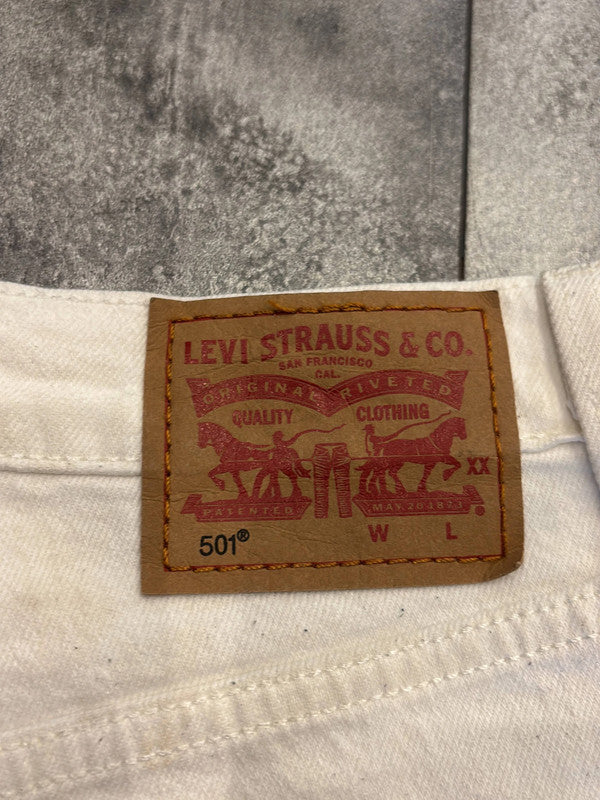 LEVI STRAUSS & CO.
SAN FRANCISCO
CAL.
ORIGINAL RIVETED
QUALITY CLOTHING
XX
PATENTED MAY 20 1873 ®
W L
501®